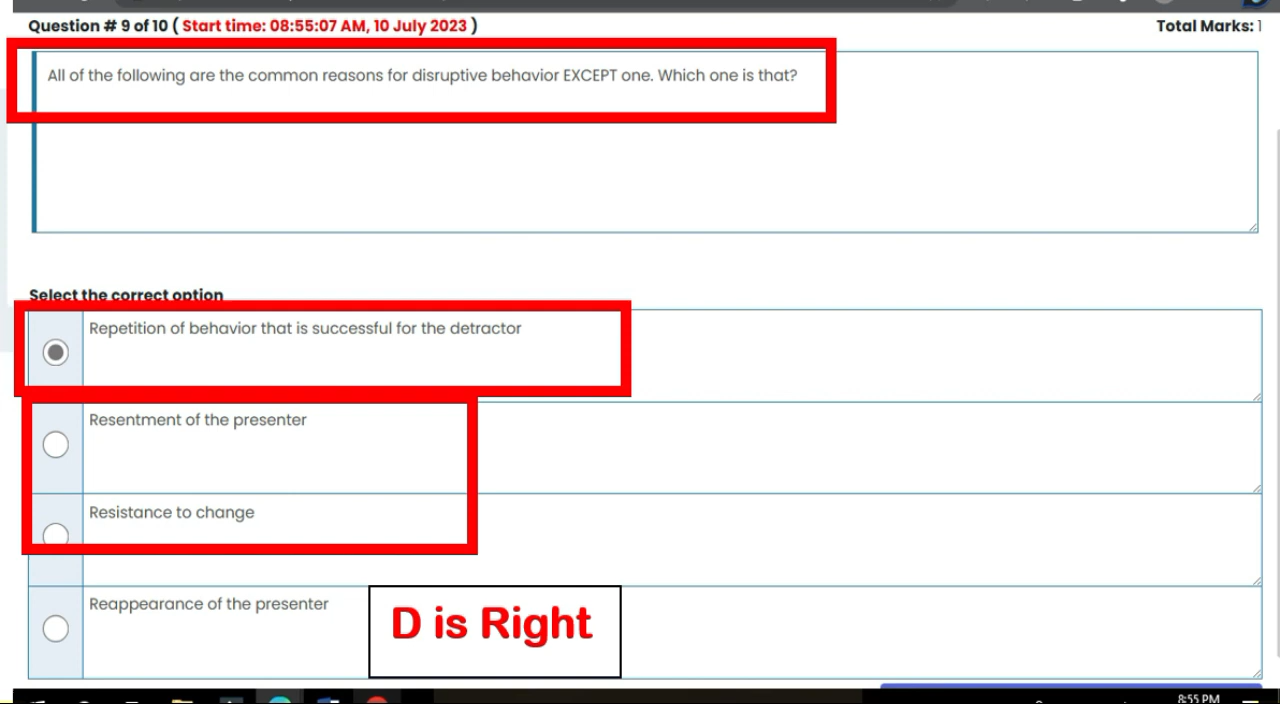 Question # 9 of 10 ( Start time: 08:55:07 AM, 10 July 2023 )
Total Marks: 1
All of the following are the common reasons for disruptive behavior EXCEPT one. Which one is that?
Select the correct option
Repetition of behavior that is successful for the detractor
Resentment of the presenter
Resistance to change
Reappearance of the presenter
D is Right
8:55 PM